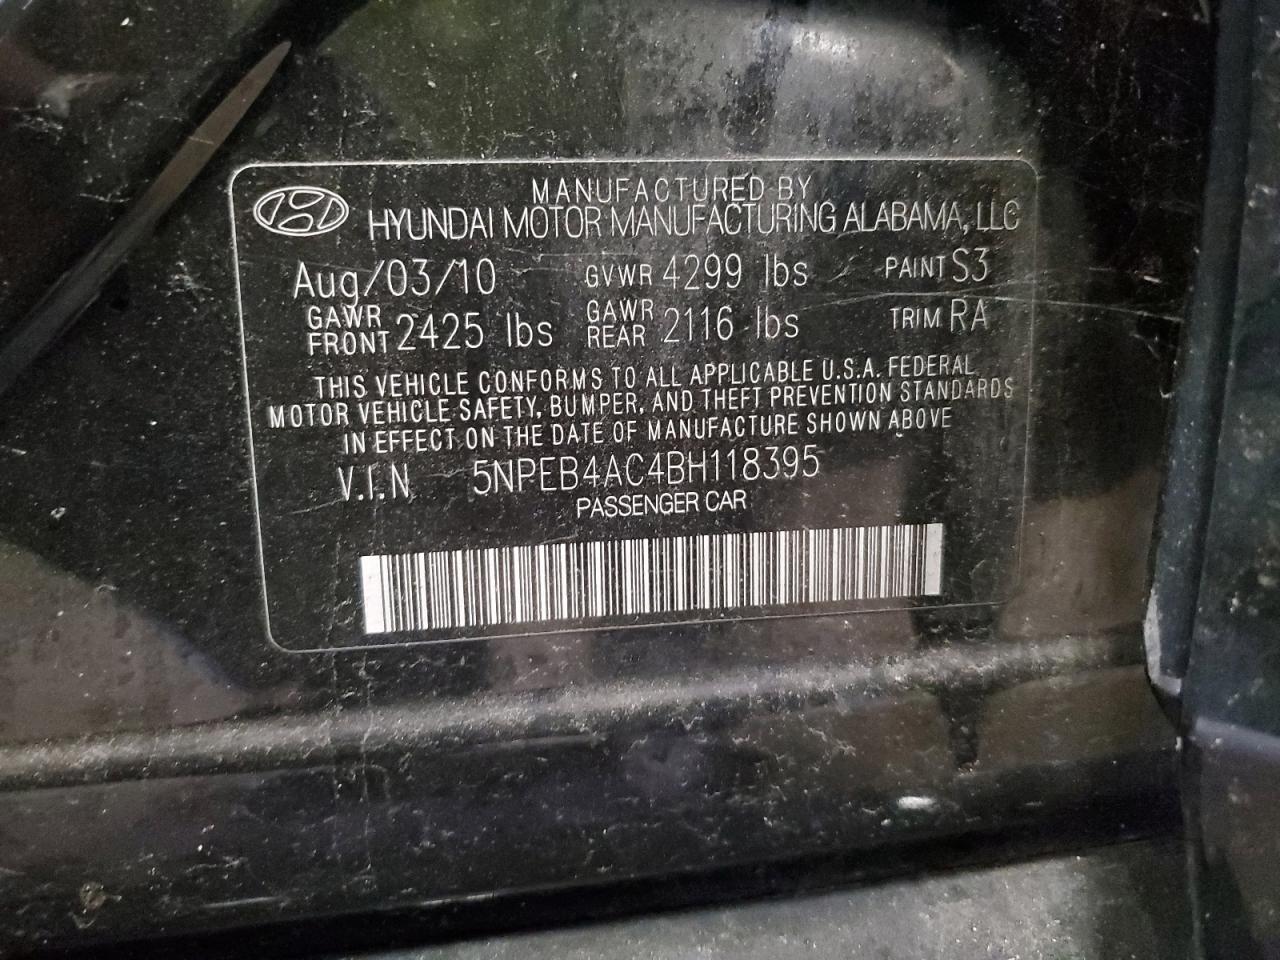 MANUFACTURED BY
HYUNDAI MOTOR MANUFACTURING ALABAMA, LLC
Aug/03/10 GVWR 4299 lbs PAINT S3
GAWR FRONT 2425 lbs GAWR REAR 2116 lbs TRIM RA
THIS VEHICLE CONFORMS TO ALL APPLICABLE U.S.A. FEDERAL
MOTOR VEHICLE SAFETY, BUMPER, AND THEFT PREVENTION STANDARDS
IN EFFECT ON THE DATE OF MANUFACTURE SHOWN ABOVE
V.I.N 5NPEB4AC4BH118395
PASSENGER CAR